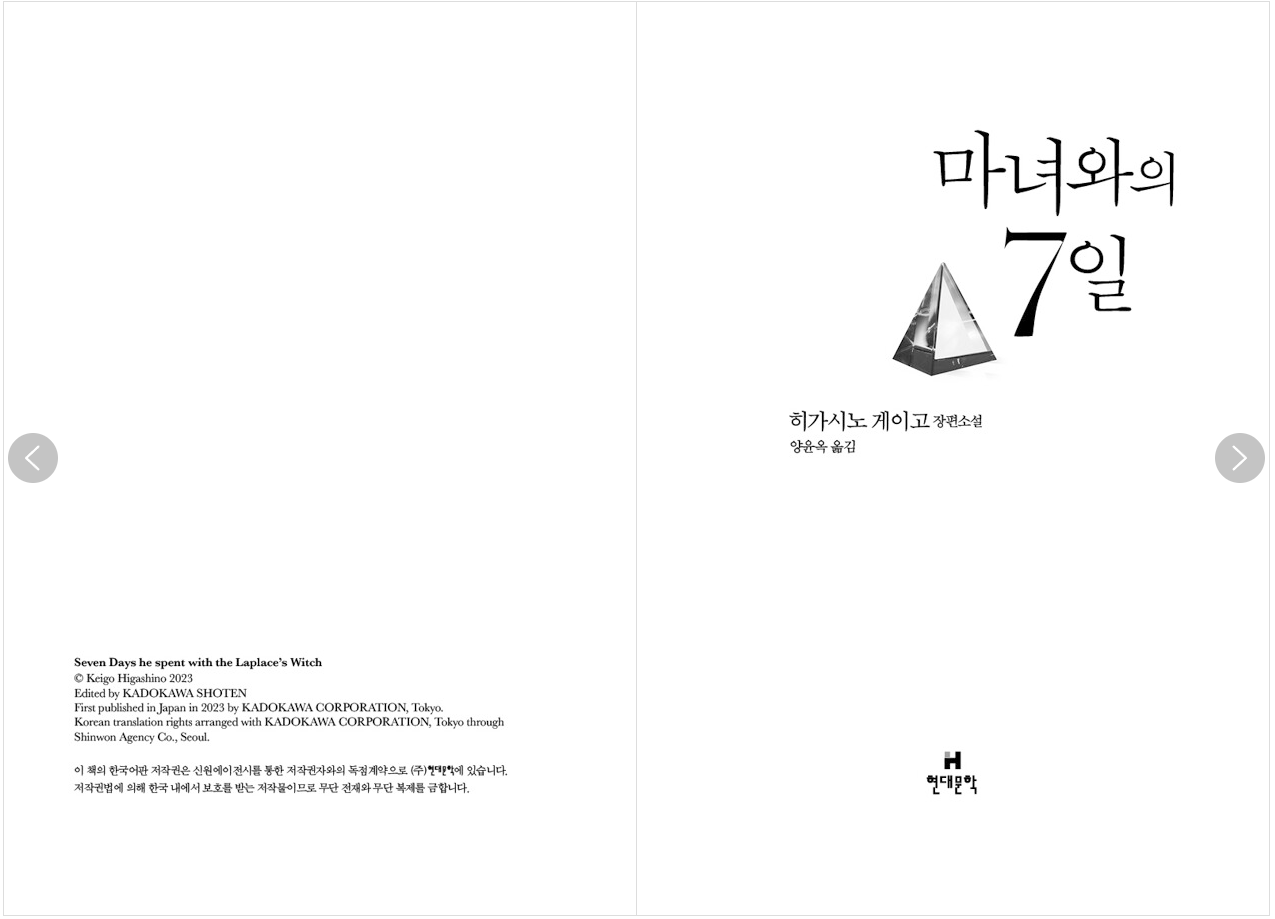 Seven Days he spent with the Laplace's Witch
© Keigo Higashino 2023
Edited by KADOKAWA SHOTEN
First published in Japan in 2023 by KADOKAWA CORPORATION, Tokyo.
Korean translation rights arranged with KADOKAWA CORPORATION, Tokyo through
Shinwon Agency Co., Seoul.
이 책의 한국어판 저작권은 신원에이전시를 통한 저작권자와의 독점계약으로 (주)현대문학에 있습니다.
저작권법에 의해 한국 내에서 보호를 받는 저작물이므로 무단 전재와 무단 복제를 금합니다.
마녀와의
7일
히가시노 게이고 장편소설
양윤옥 옮김
현대문학